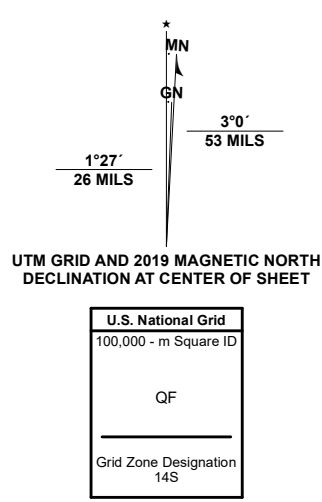 ★
MN
GN
3°0´
53 MILS
1°27´
26 MILS
UTM GRID AND 2019 MAGNETIC NORTH
DECLINATION AT CENTER OF SHEET
U.S. National Grid
100,000 - m Square ID
QF
Grid Zone Designation
14S